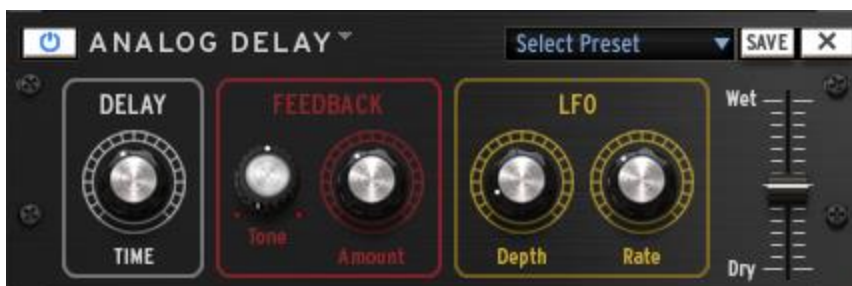 ANALOG DELAY
Select Preset
SAVE
X
DELAY
FEEDBACK
LFO
Wet
TIME
Tone
Amount
Depth
Rate
Dry